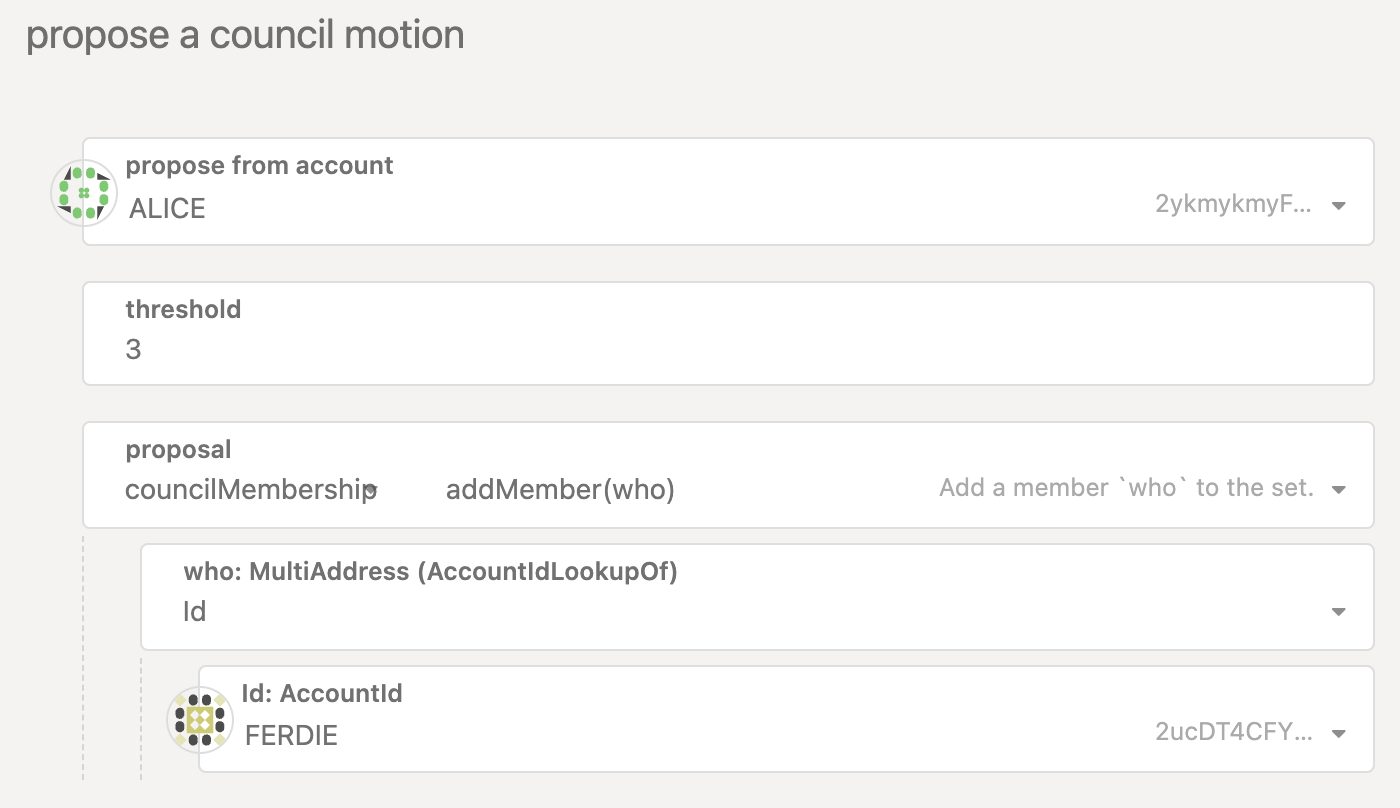 propose a council motion
propose from account
ALICE 2ykmykmyF...
threshold
3
proposal
councilMembership addMember(who) Add a member `who` to the set.
who: MultiAddress (AccountIdLookupOf)
Id
Id: AccountId
FERDIE 2ucDT4CFY...